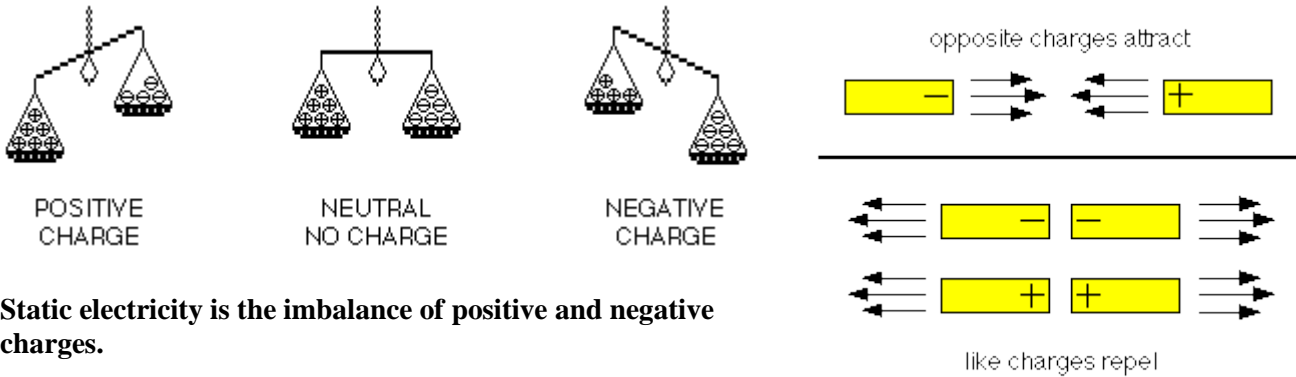 POSITIVE
CHARGE
NEUTRAL
NO CHARGE
NEGATIVE
CHARGE
Static electricity is the imbalance of positive and negative
charges.
opposite charges attract
− +
− −
+ +
like charges repel